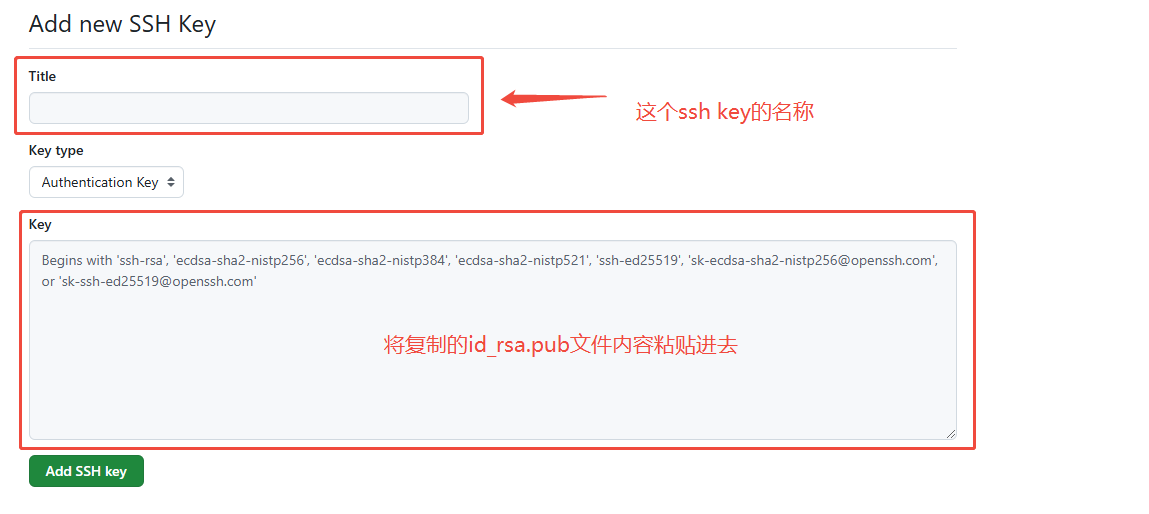 Add new SSH Key
Title
这个ssh key的名称
Key type
Authentication Key
Key
Begins with 'ssh-rsa', 'ecdsa-sha2-nistp256', 'ecdsa-sha2-nistp384', 'ecdsa-sha2-nistp521', 'ssh-ed25519', 'sk-ecdsa-sha2-nistp256@openssh.com',
or 'sk-ssh-ed25519@openssh.com'
将复制的id_rsa.pub文件内容粘贴进去
Add SSH key